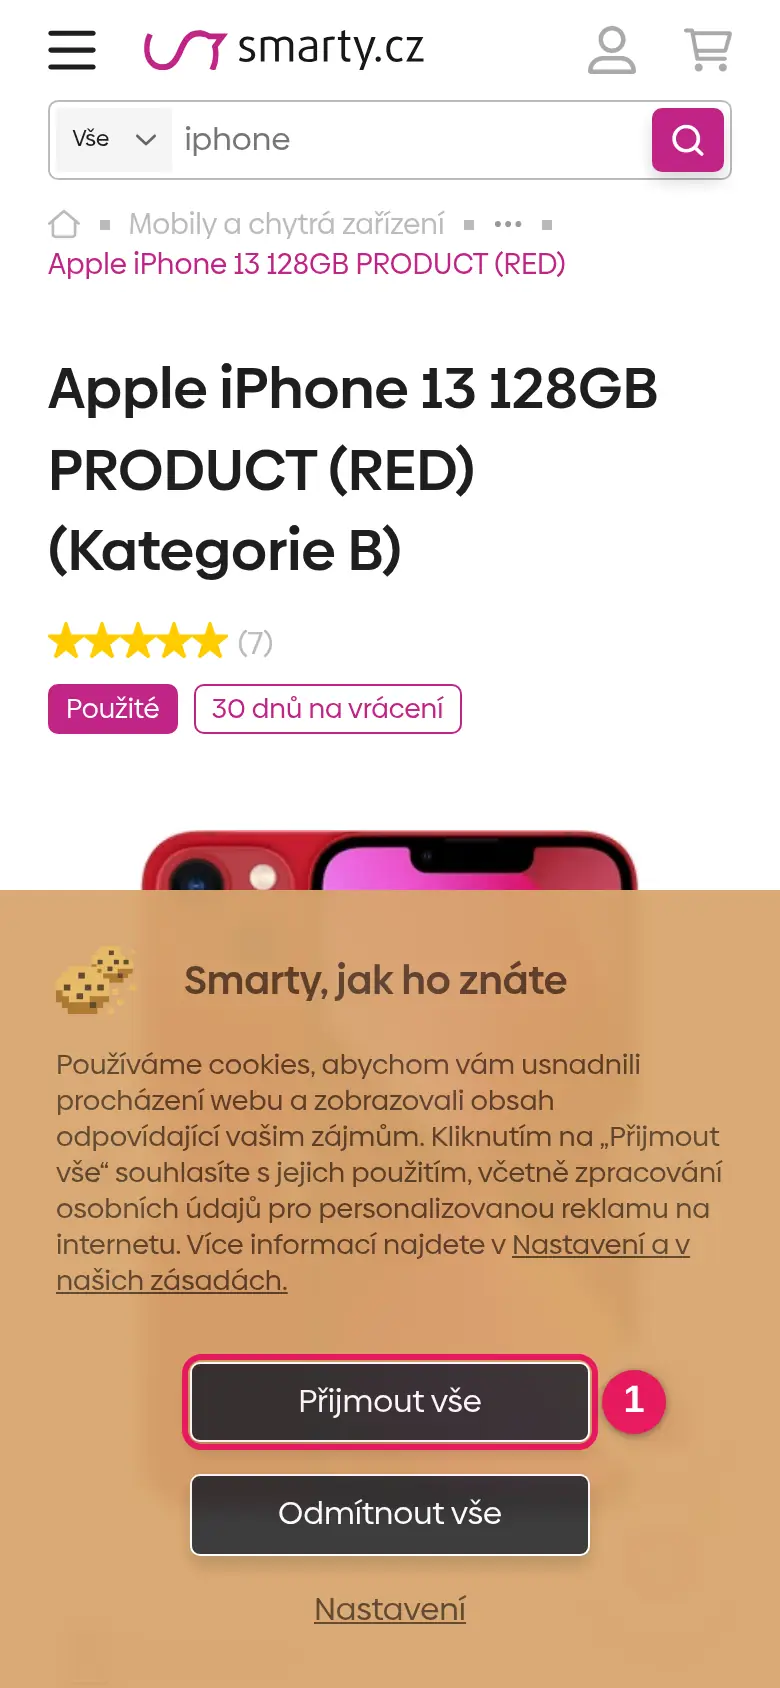 smarty.cz
Vše
iphone
Mobily a chytrá zařízení
Apple iPhone 13 128GB PRODUCT (RED)
Apple iPhone 13 128GB
PRODUCT (RED)
(Kategorie B)
(7)
Použité
30 dnů na vrácení
Smarty, jak ho znáte
Používáme cookies, abychom vám usnadnili
procházení webu a zobrazovali obsah
odpovídající vašim zájmům. Kliknutím na „Přijmout
vše“ souhlasíte s jejich použitím, včetně zpracování
osobních údajů pro personalizovanou reklamu na
internetu. Více informací najdete v Nastavení a v
našich zásadách.
Přijmout vše
1
Odmítnout vše
Nastavení